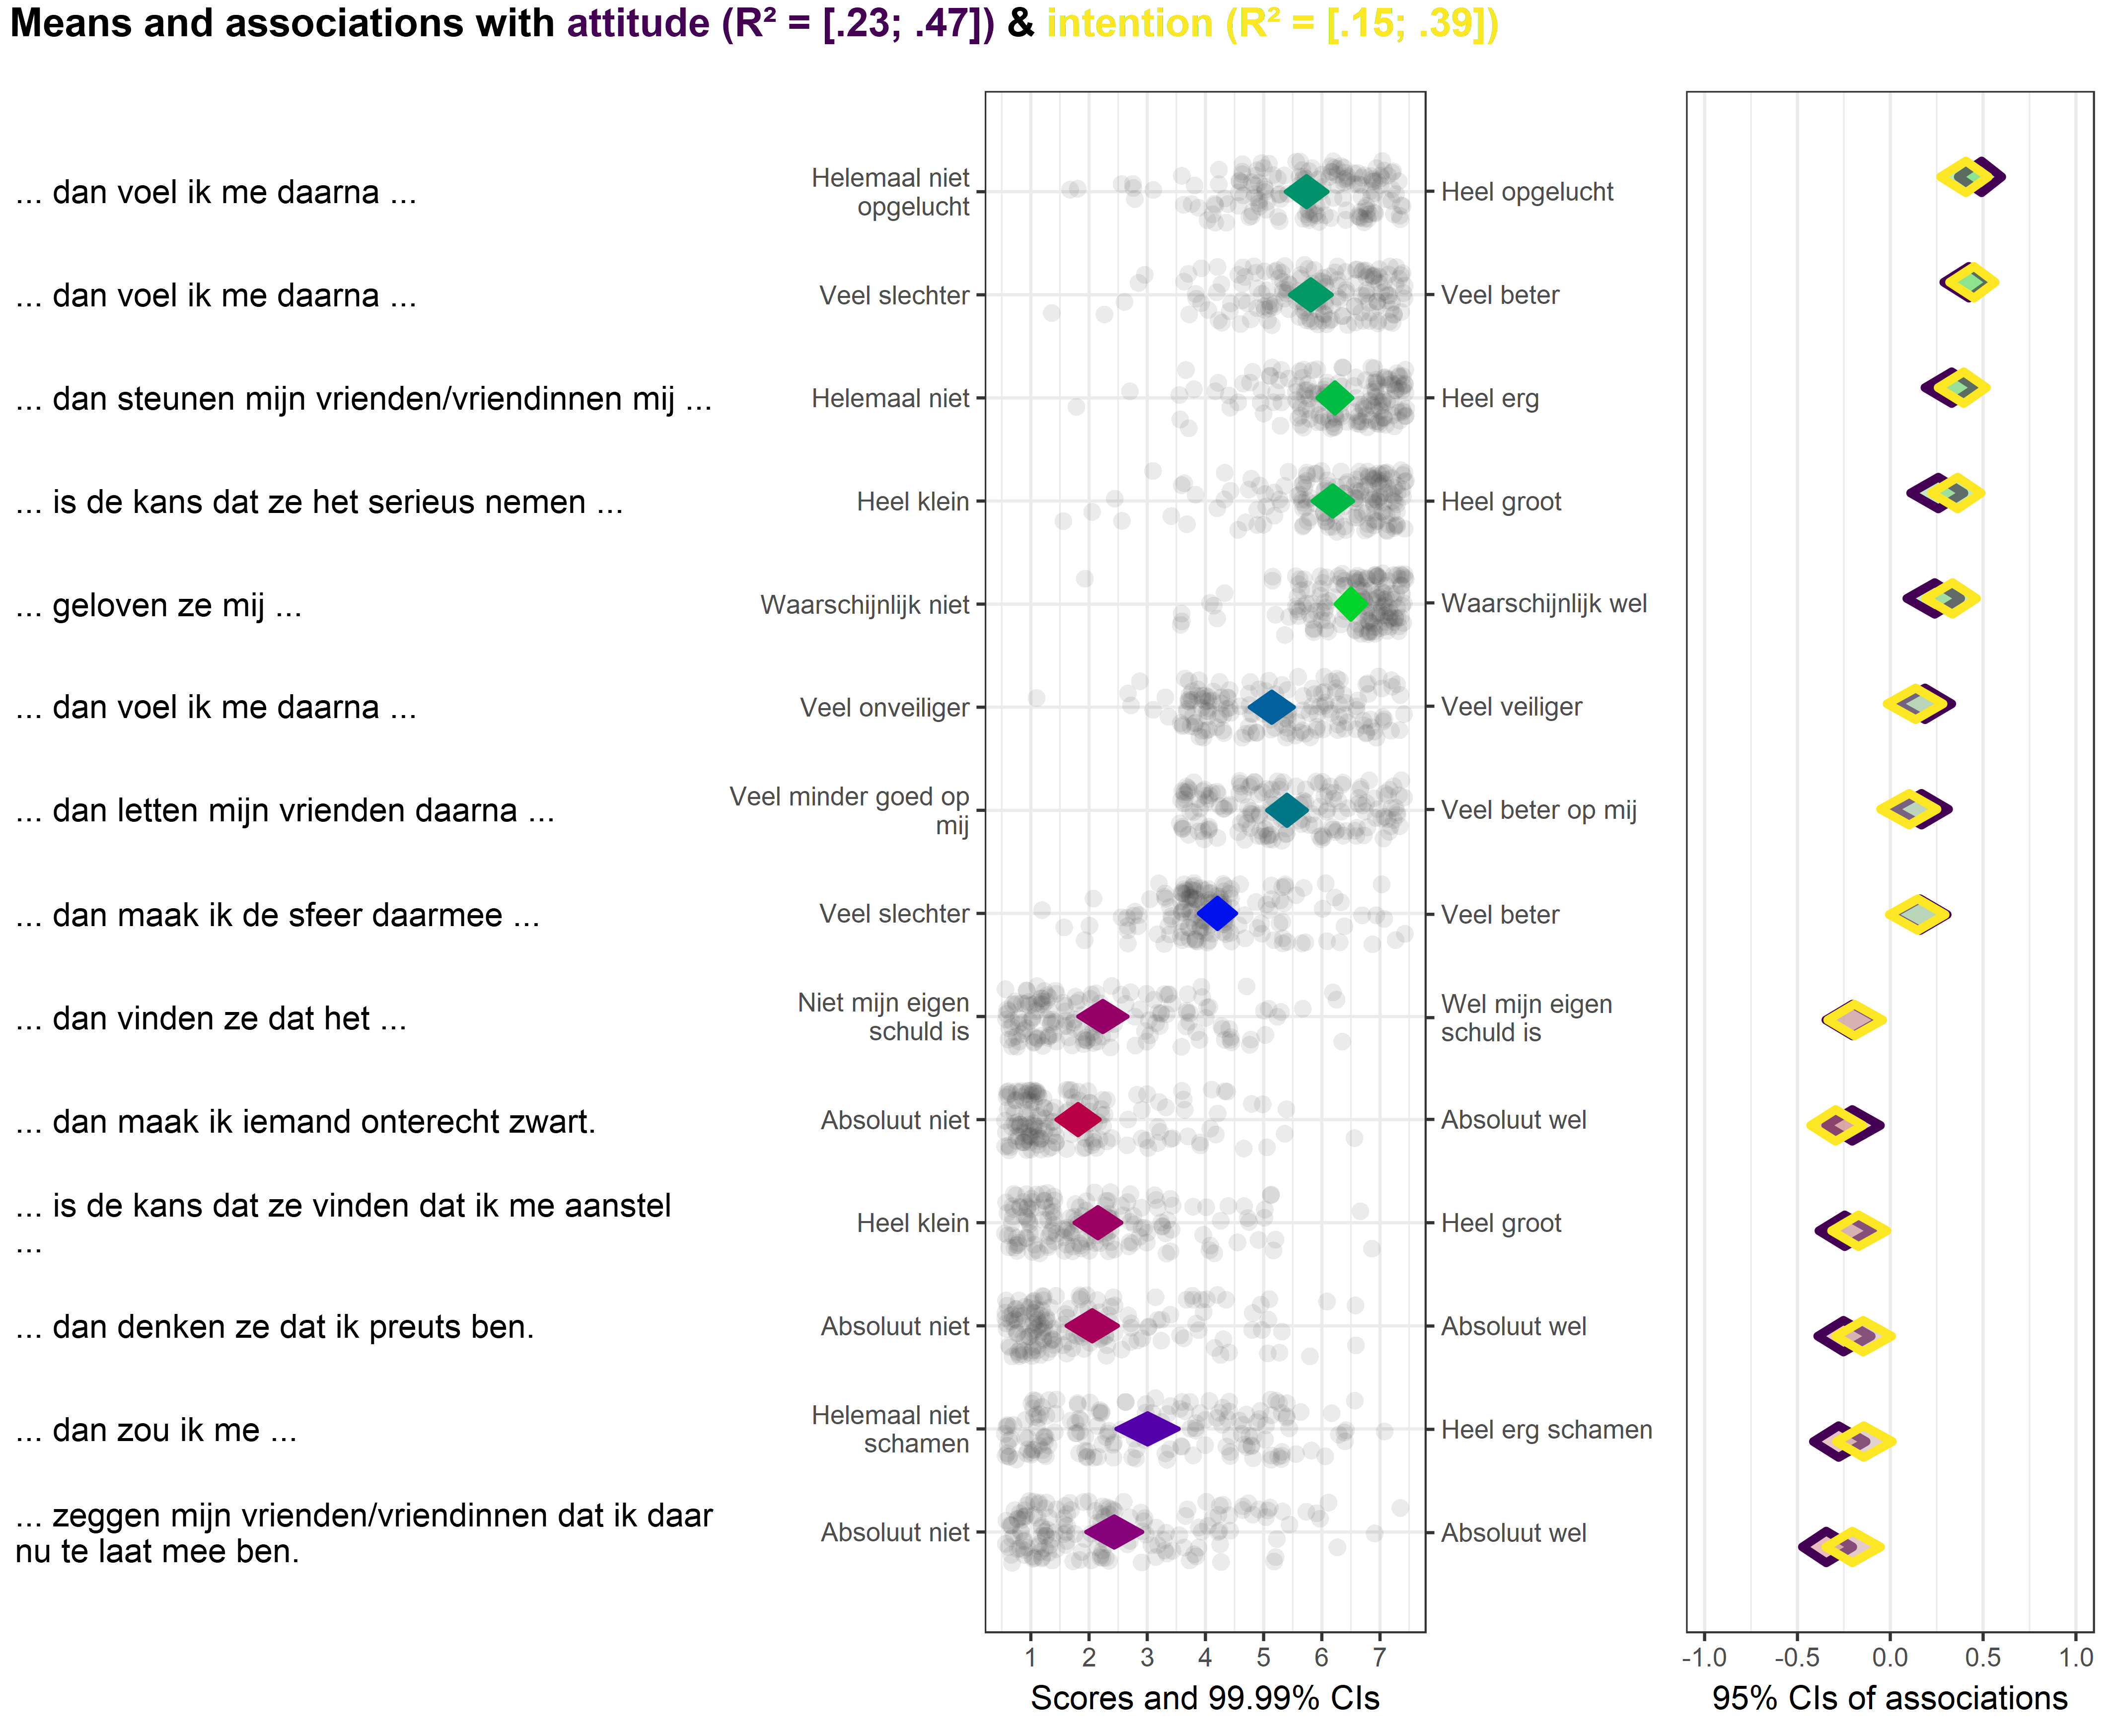 Means and associations with attitude (R² = [.23; .47]) & intention (R² = [.15; .39])
... dan voel ik me daarna ...
Helemaal niet
opgelucht
Heel opgelucht
... dan voel ik me daarna ...
Veel slechter
Veel beter
... dan steunen mijn vrienden/vriendinnen mij ...
Helemaal niet
Heel erg
... is de kans dat ze het serieus nemen ...
Heel klein
Heel groot
... geloven ze mij ...
Waarschijnlijk niet
Waarschijnlijk wel
... dan voel ik me daarna ...
Veel onveiliger
Veel veiliger
... dan letten mijn vrienden daarna ...
Veel minder goed op
mij
Veel beter op mij
... dan maak ik de sfeer daarmee ...
Veel slechter
Veel beter
... dan vinden ze dat het ...
Niet mijn eigen
schuld is
Wel mijn eigen
schuld is
... dan maak ik iemand onterecht zwart.
Absoluut niet
Absoluut wel
... is de kans dat ze vinden dat ik me aanstel
...
Heel klein
Heel groot
... dan denken ze dat ik preuts ben.
Absoluut niet
Absoluut wel
... dan zou ik me ...
Helemaal niet
schamen
Heel erg schamen
... zeggen mijn vrienden/vriendinnen dat ik daar
nu te laat mee ben.
Absoluut niet
Absoluut wel
1 2 3 4 5 6 7
Scores and 99.99% CIs
-1.0 -0.5 0.0 0.5 1.0
95% CIs of associations